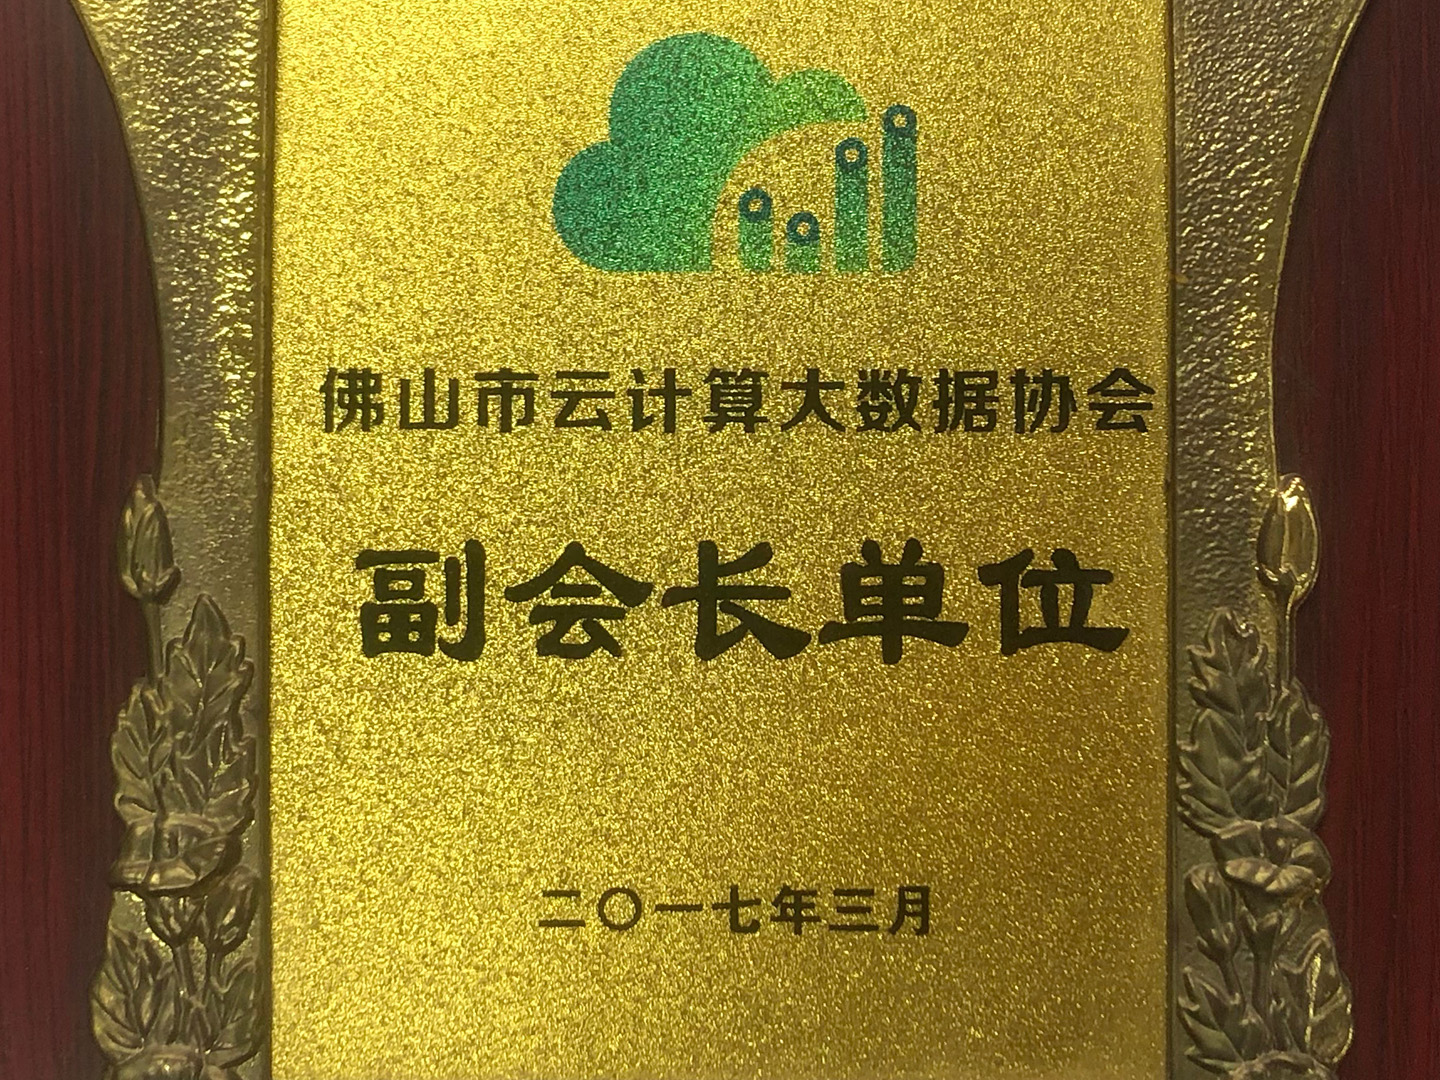 佛山市云计算大数据协会
副会长单位
二〇一七年三月